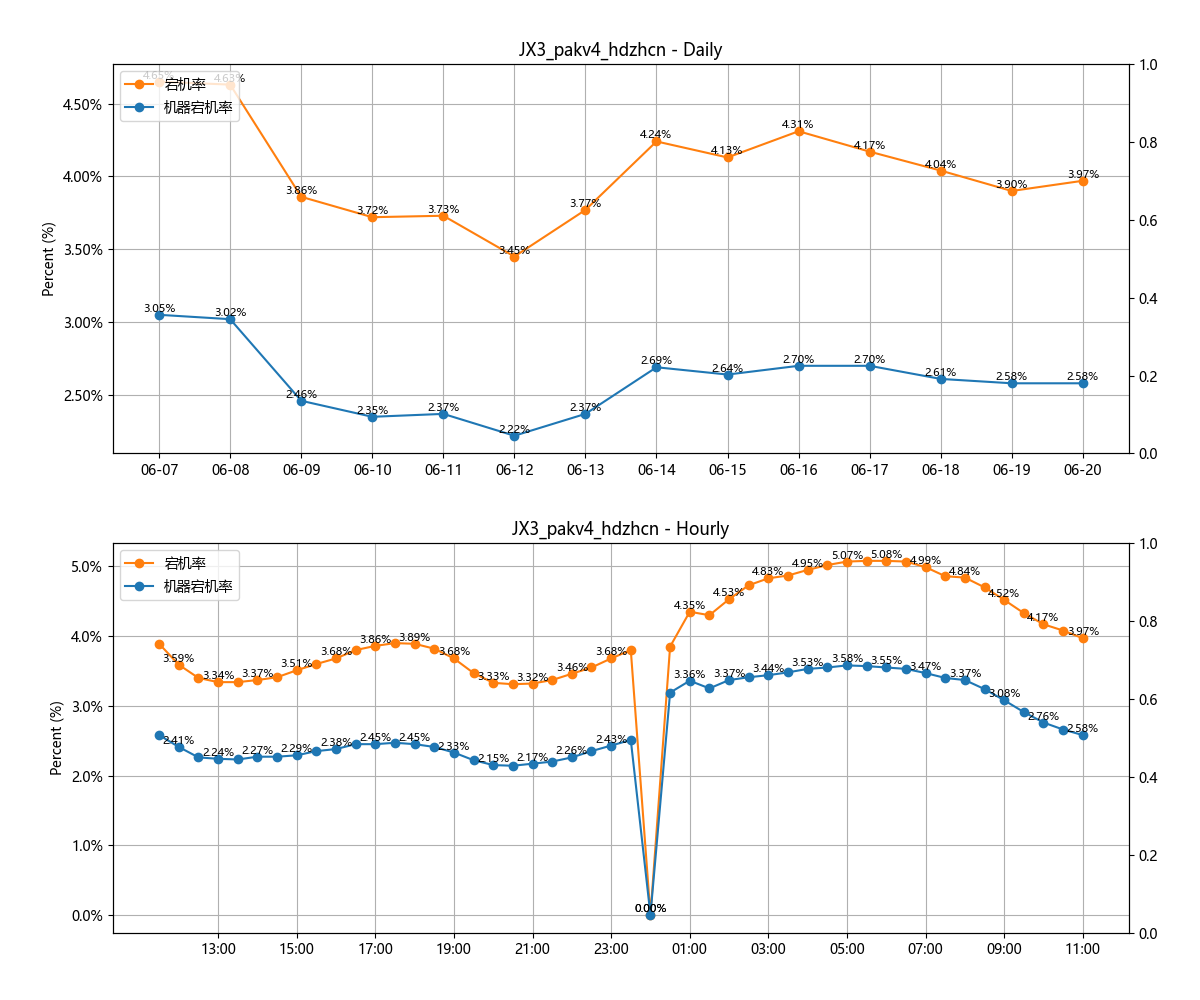 JX3_pakv4_hdzhcn - Daily
宕机率
机器宕机率
Percent (%)
4.50%
4.00%
3.50%
3.00%
2.50%
1.0
0.8
0.6
0.4
0.2
0.0
4.65% 4.63% 3.86% 3.72% 3.73% 3.45% 3.77% 4.24% 4.13% 4.31% 4.17% 4.04% 3.90% 3.97%
3.05% 3.02% 2.46% 2.35% 2.37% 2.22% 2.37% 2.69% 2.64% 2.70% 2.70% 2.61% 2.58% 2.58%
06-07 06-08 06-09 06-10 06-11 06-12 06-13 06-14 06-15 06-16 06-17 06-18 06-19 06-20
JX3_pakv4_hdzhcn - Hourly
宕机率
机器宕机率
Percent (%)
5.0%
4.0%
3.0%
2.0%
1.0%
0.0%
1.0
0.8
0.6
0.4
0.2
0.0
3.59% 3.34% 3.37% 3.51% 3.68% 3.86% 3.89% 3.68% 3.33% 3.32% 3.46% 3.68% 0.00% 4.35% 4.53% 4.83% 4.95% 5.07% 5.08% 4.99% 4.84% 4.52% 4.17% 3.97%
2.41% 2.24% 2.27% 2.29% 2.38% 2.45% 2.45% 2.33% 2.15% 2.17% 2.26% 2.43% 0.00% 3.36% 3.37% 3.44% 3.53% 3.58% 3.55% 3.47% 3.37% 3.08% 2.76% 2.58%
13:00 15:00 17:00 19:00 21:00 23:00 01:00 03:00 05:00 07:00 09:00 11:00